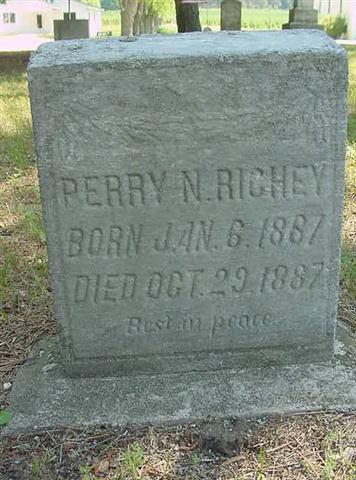 PERRY N. RICHEY
BORN JAN. 6. 1887
DIED OCT. 29. 1887
Rest in peace